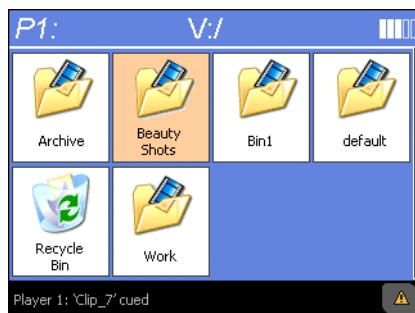 P1: V:/
Archive
Beauty
Shots
Bin1
default
Recycle
Bin
Work
Player 1: 'Clip_7' cued